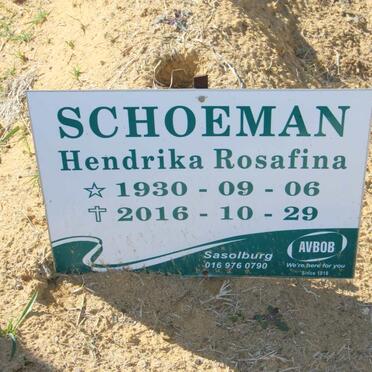 SCHOEMAN
Hendrika Rosafina
☆ 1930 - 09 - 06
✝ 2016 - 10 - 29
Sasolburg
016 976 0790
AVBOB
We're here for you
Since 1918